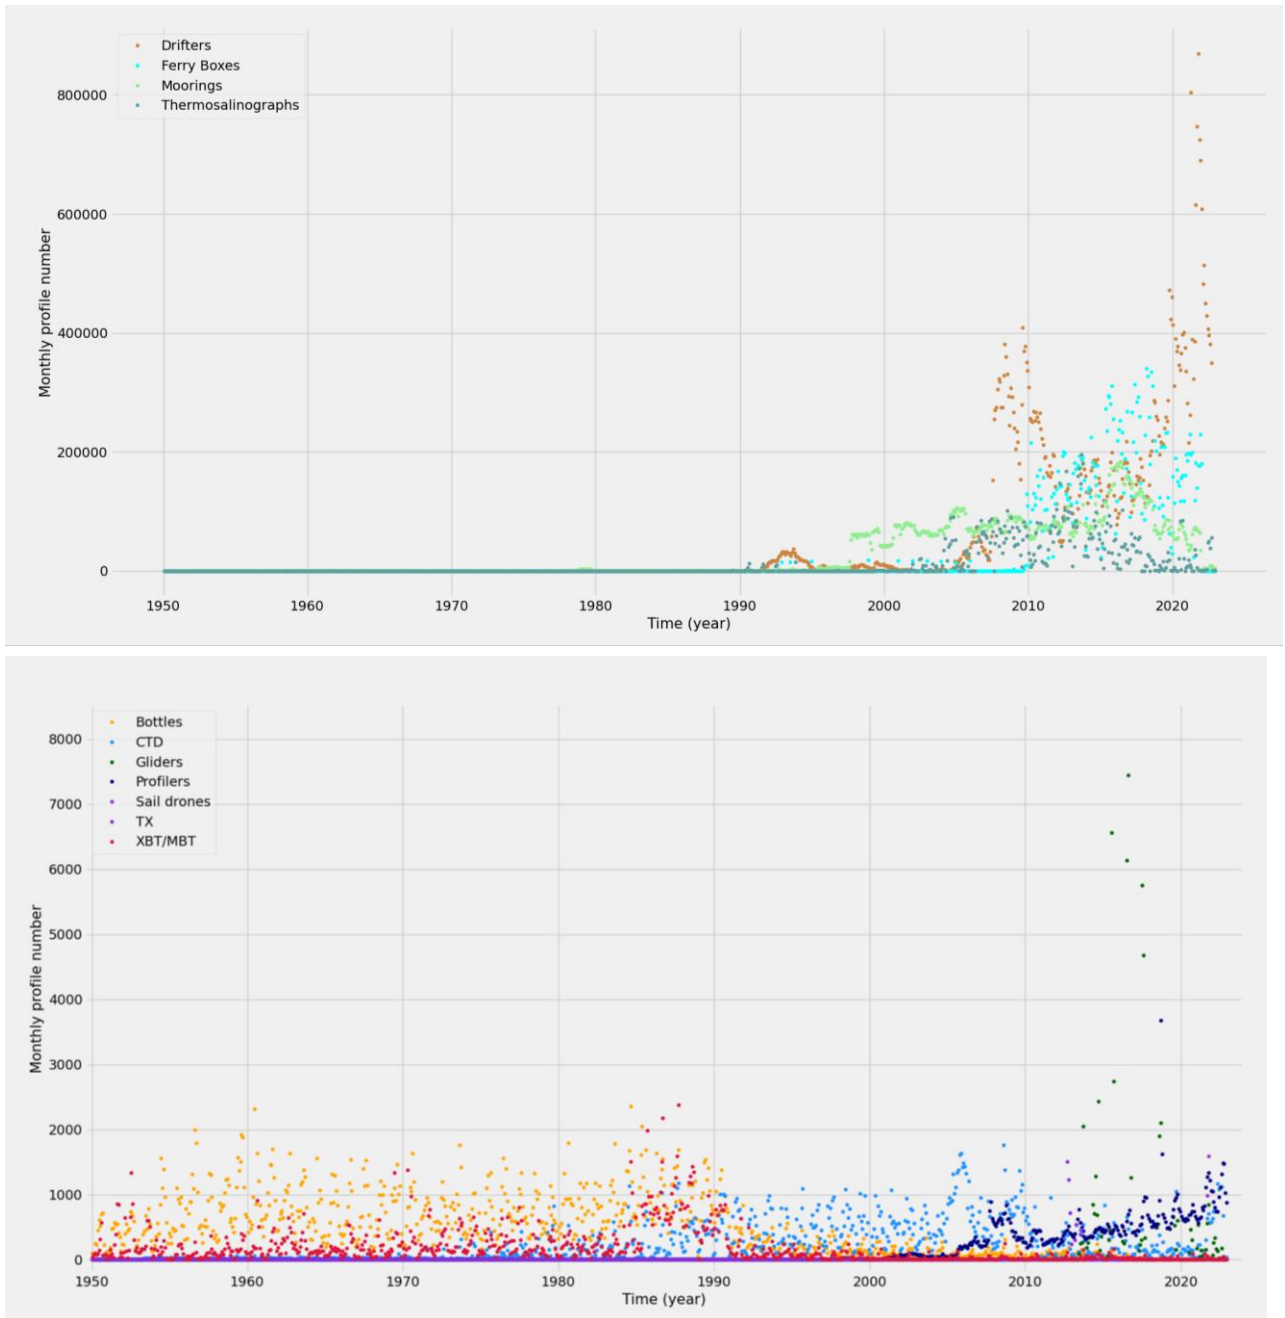 Drifters
Ferry Boxes
Moorings
Thermosalinographs
800000
600000
400000
200000
0
Monthly profile number
1950 1960 1970 1980 1990 2000 2010 2020
Time (year)
Bottles
CTD
Gliders
Profilers
Sail drones
TX
XBT/MBT
8000
7000
6000
5000
4000
3000
2000
1000
0
Monthly profile number
1950 1960 1970 1980 1990 2000 2010 2020
Time (year)